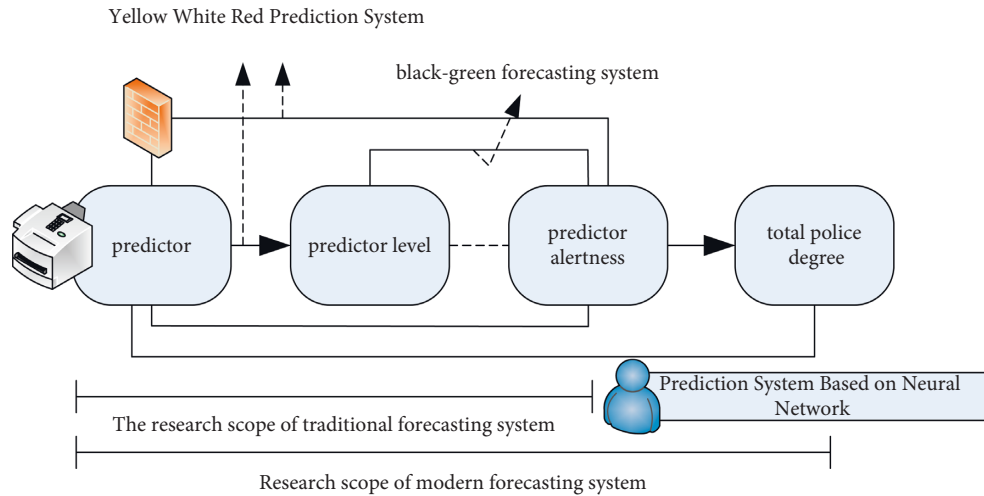 Yellow White Red Prediction System
black-green forecasting system
predictor
predictor level
predictor
alertness
total police
degree
Prediction System Based on Neural
Network
The research scope of traditional forecasting system
Research scope of modern forecasting system